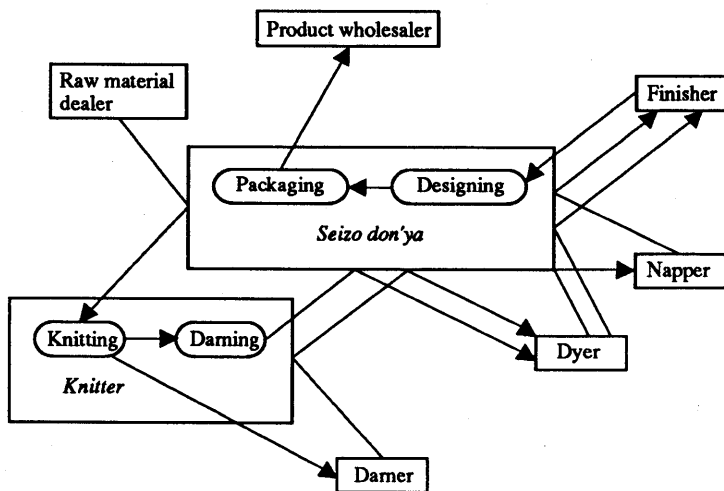 Product wholesaler
Raw material
dealer
Finisher
Packaging
Designing
Seizo don'ya
Napper
Knitting
Darning
Dyer
Knitter
Darner